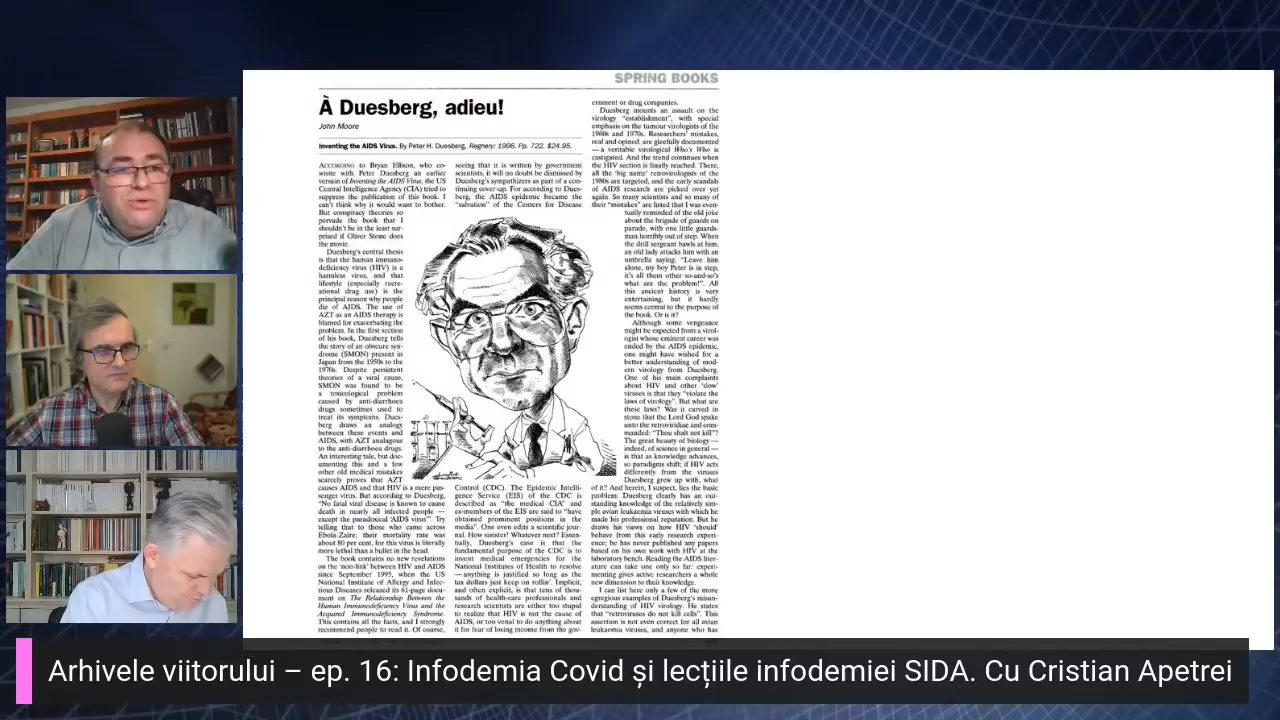 SPRING BOOKS
À Duesberg, adieu!
John Moore
Inventing the AIDS Virus. By Peter H. Duesberg, Regnery: 1996. Pp. 722, $24.95.
ACCORDING to Bryan Ellison, who co-
wrote with Peter Duesberg an earlier
version of Inventing the AIDS Virus, the US
Central Intelligence Agency (CIA) tried to
suppress the publication of this book. I
can't think why it would want to bother.
But conspiracy theories so
pervade the book that I
shouldn't be in the least sur-
prised if Oliver Stone does
the movie.
Duesberg's central thesis
is that the human immuno-
deficiency virus (HIV) is a
harmless virus, and that
lifestyle (especially recre-
ational drug use) is the
principal reason why people
die of AIDS. The use of
AZT as an AIDS therapy is
blamed for exacerbating the
problem. In the first section
of his book, Duesberg tells
the story of an obscure syn-
drome (SMON) present in
Japan from the 1950s to the
1970s. Despite persistent
theories of a viral cause,
SMON was found to be
a toxicological problem
caused by anti-diarrhoea
drugs sometimes used to
treat its symptoms. Dues-
berg draws an analogy
between these events and
AIDS, with AZT analagous
to the anti-diarrhoea drugs.
An interesting tale, but doc-
umenting this and a few
other old medical mistakes
scarcely proves that AZT
causes AIDS and that HIV is a mere pas-
senger virus. But according to Duesberg,
"No fatal viral disease is known to cause
death in nearly all infected people —
except the paradoxical 'AIDS virus'". Try
telling that to those who came across
Ebola-Zaire; their mortality rate was
about 80 per cent, for this virus is literally
more lethal than a bullet in the head.
The book contains no new revelations
on the 'non-link' between HIV and AIDS
since September 1995, when the US
National Institute of Allergy and Infec-
tious Diseases released its 61-page docu-
ment on The Relationship Between the
Human Immunodeficiency Virus and the
Acquired Immunodeficiency Syndrome.
This contains all the facts, and I strongly
recommend people to read it. Of course,
seeing that it is written by government
scientists, it will no doubt be dismissed by
Duesberg's sympathizers as part of a con-
tinuing cover-up. For according to Dues-
berg, the AIDS epidemic became the
"salvation" of the Centers for Disease
Control (CDC). The Epidemic Intelli-
gence Service (EIS) of the CDC is
described as "the medical CIA" and
ex-members of the EIS are said to "have
obtained prominent positions in the
media". One even edits a scientific jour-
nal. How sinister! Whatever next? Essen-
tially, Duesberg's case is that the
fundamental purpose of the CDC is to
invent medical emergencies for the
National Institutes of Health to resolve
— anything is justified so long as the
tax dollars just keep on rollin'. Implicit,
and often explicit, is that tens of thou-
sands of health-care professionals and
research scientists are either too stupid
to realize that HIV is not the cause of
AIDS, or too venal to do anything about
it for fear of losing income from the gov-
ernment or drug companies.
Duesberg mounts an assault on the
virology "establishment", with special
emphasis on the tumour virologists of the
1960s and 1970s. Researchers' mistakes,
real and opined, are gleefully documented
— a veritable virological Who's Who is
castigated. And the trend continues when
the HIV section is finally reached. There,
all the 'big name' retrovirologists of the
1980s are targeted, and the early scandals
of AIDS research are picked over yet
again. So many scientists and so many of
their "mistakes" are listed that I was even-
tually reminded of the old joke
about the brigade of guards on
parade, with one little guards-
man horribly out of step. When
the drill sergeant bawls at him,
an old lady attacks him with an
umbrella saying: "Leave him
alone, my boy Peter is in step,
it's all them other so-and-so's
what are the problem!". All
this ancient history is very
entertaining, but it hardly
seems central to the purpose of
the book. Or is it?
Although some vengeance
might be expected from a virol-
ogist whose eminent career was
ended by the AIDS epidemic,
one might have wished for a
better understanding of mod-
ern virology from Duesberg.
One of his main complaints
about HIV and other 'slow'
viruses is that they "violate the
laws of virology". But what are
these laws? Was it carved in
stone that the Lord God spake
unto the retroviridae and com-
manded: "Thou shalt not kill"?
The great beauty of biology —
indeed, of science in general —
is that as knowledge advances,
so paradigms shift; if HIV acts
differently from the viruses
Duesberg grew up with, what
of it? And herein, I suspect, lies the basic
problem: Duesberg clearly has an out-
standing knowledge of the relatively sim-
ple avian leukaemia viruses with which he
made his professional reputation. But he
draws his views on how HIV 'should'
behave from this early research experi-
ence; he has never published any papers
based on his own work with HIV at the
laboratory bench. Reading the AIDS liter-
ature can take one only so far: experi-
menting gives active researchers a whole
new dimension to their knowledge.
I can list here only a few of the more
egregious examples of Duesberg's misun-
derstanding of HIV virology. He states
that "retroviruses do not kill cells". This
assertion is not even correct for all avian
leukaemia viruses, and anyone who has
Arhivele viitorului – ep. 16: Infodemia Covid și lecțiile infodemiei SIDA. Cu Cristian Apetrei